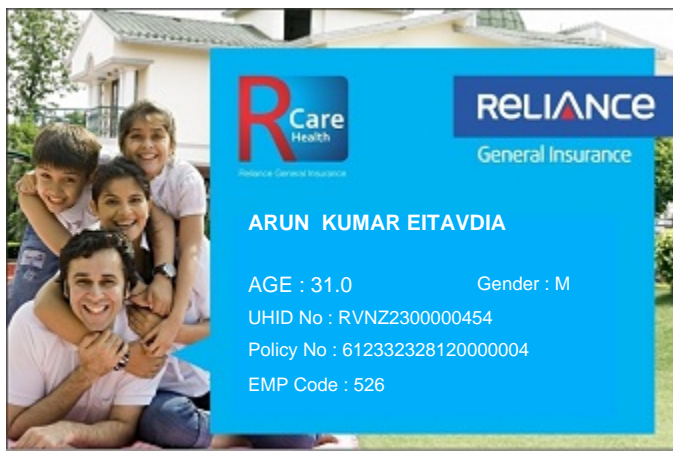 R Care
Health
Reliance General Insurance
RELIANCE
General Insurance
ARUN KUMAR EITAVDIA
AGE : 31.0 Gender : M
UHID No : RVNZ2300000454
Policy No : 612332328120000004
EMP Code : 526